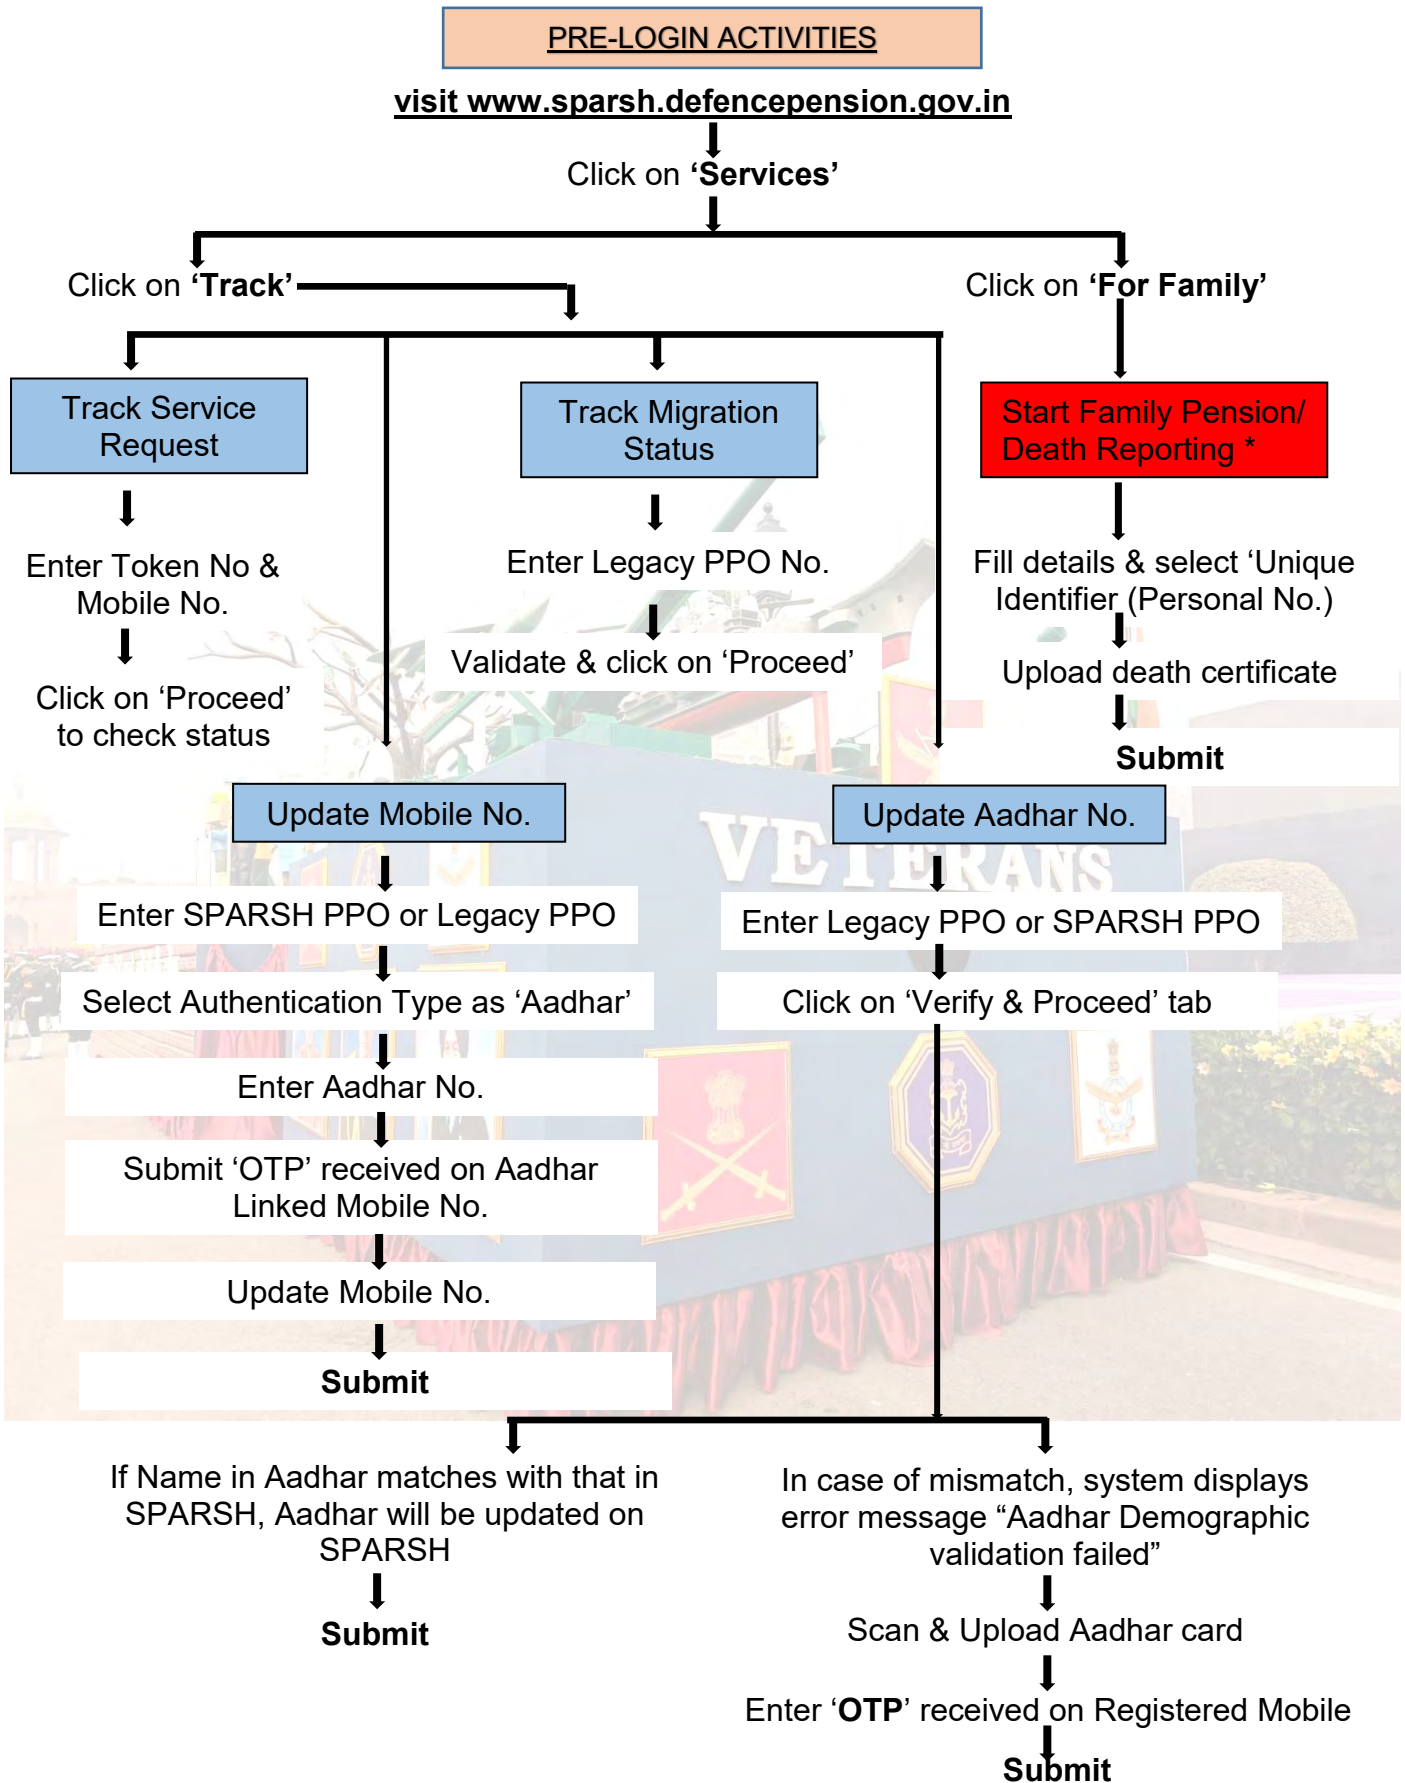 PRE-LOGIN ACTIVITIES
visit www.sparsh.defencepension.gov.in
Click on ‘Services’
Click on ‘Track’
Click on ‘For Family’
Track Service
Request
Track Migration
Status
Start Family Pension/
Death Reporting *
Enter Token No &
Mobile No.
Enter Legacy PPO No.
Fill details & select ‘Unique
Identifier (Personal No.)
Click on ‘Proceed’
to check status
Validate & click on ‘Proceed’
Upload death certificate
Submit
Update Mobile No.
Update Aadhar No.
VETERANS
Enter SPARSH PPO or Legacy PPO
Enter Legacy PPO or SPARSH PPO
Select Authentication Type as ‘Aadhar’
Click on ‘Verify & Proceed’ tab
Enter Aadhar No.
Submit ‘OTP’ received on Aadhar
Linked Mobile No.
Update Mobile No.
Submit
If Name in Aadhar matches with that in
SPARSH, Aadhar will be updated on
SPARSH
Submit
In case of mismatch, system displays
error message “Aadhar Demographic
validation failed”
Scan & Upload Aadhar card
Enter ‘OTP’ received on Registered Mobile
Submit